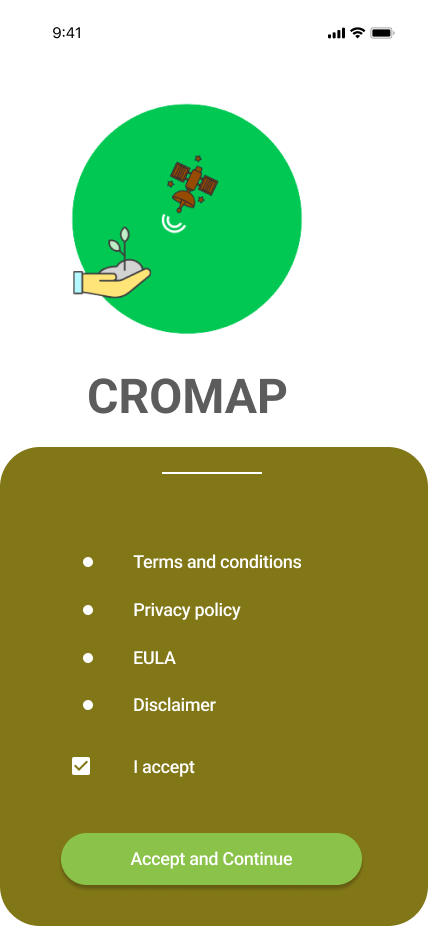 9:41
CROMAP
Terms and conditions
Privacy policy
EULA
Disclaimer
I accept
Accept and Continue